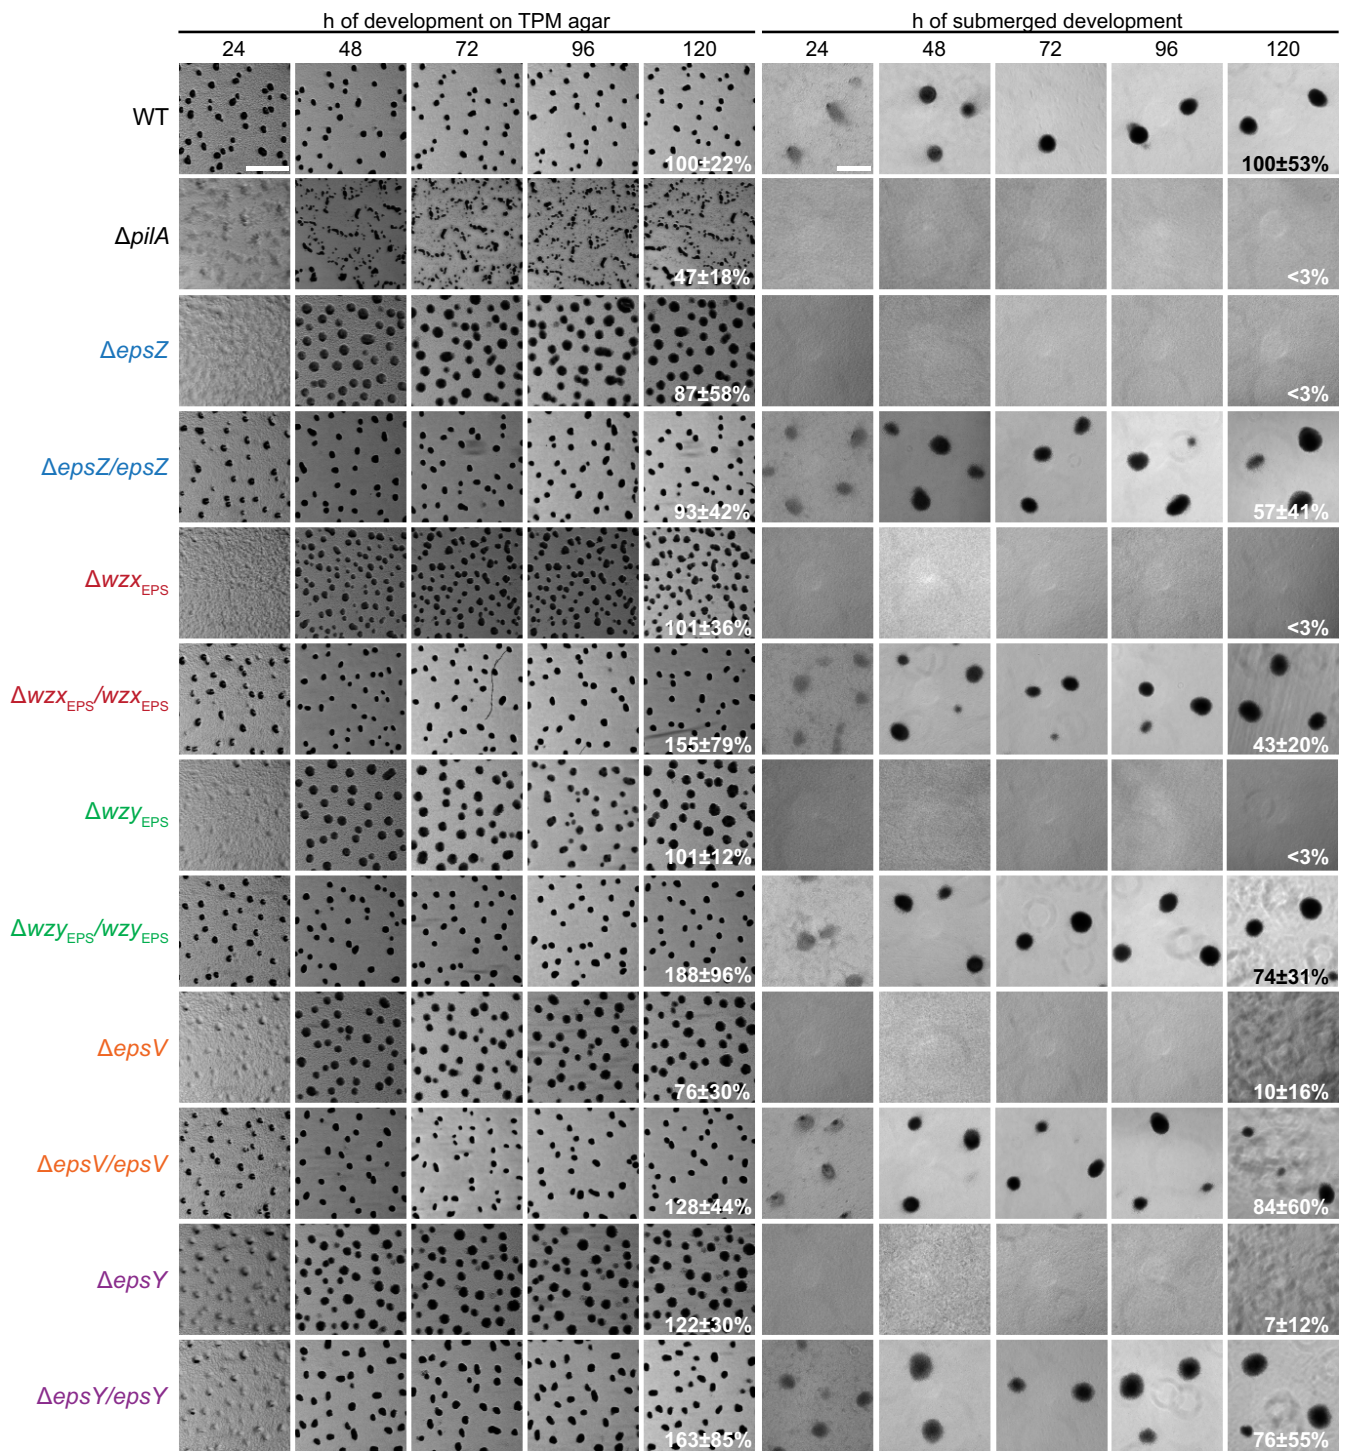 h of development on TPM agar h of submerged development
24 48 72 96 120 24 48 72 96 120
WT 100±22% 100±53%
ΔpilA 47±18% <3%
ΔepsZ 87±58% <3%
ΔepsZ/epsZ 93±42% 57±41%
ΔwzxEPS 101±36% <3%
ΔwzxEPS/wzxEPS 155±79% 43±20%
ΔwzyEPS 101±12% <3%
ΔwzyEPS/wzyEPS 188±96% 74±31%
ΔepsV 76±30% 10±16%
ΔepsV/epsV 128±44% 84±60%
ΔepsY 122±30% 7±12%
ΔepsY/epsY 163±85% 76±55%